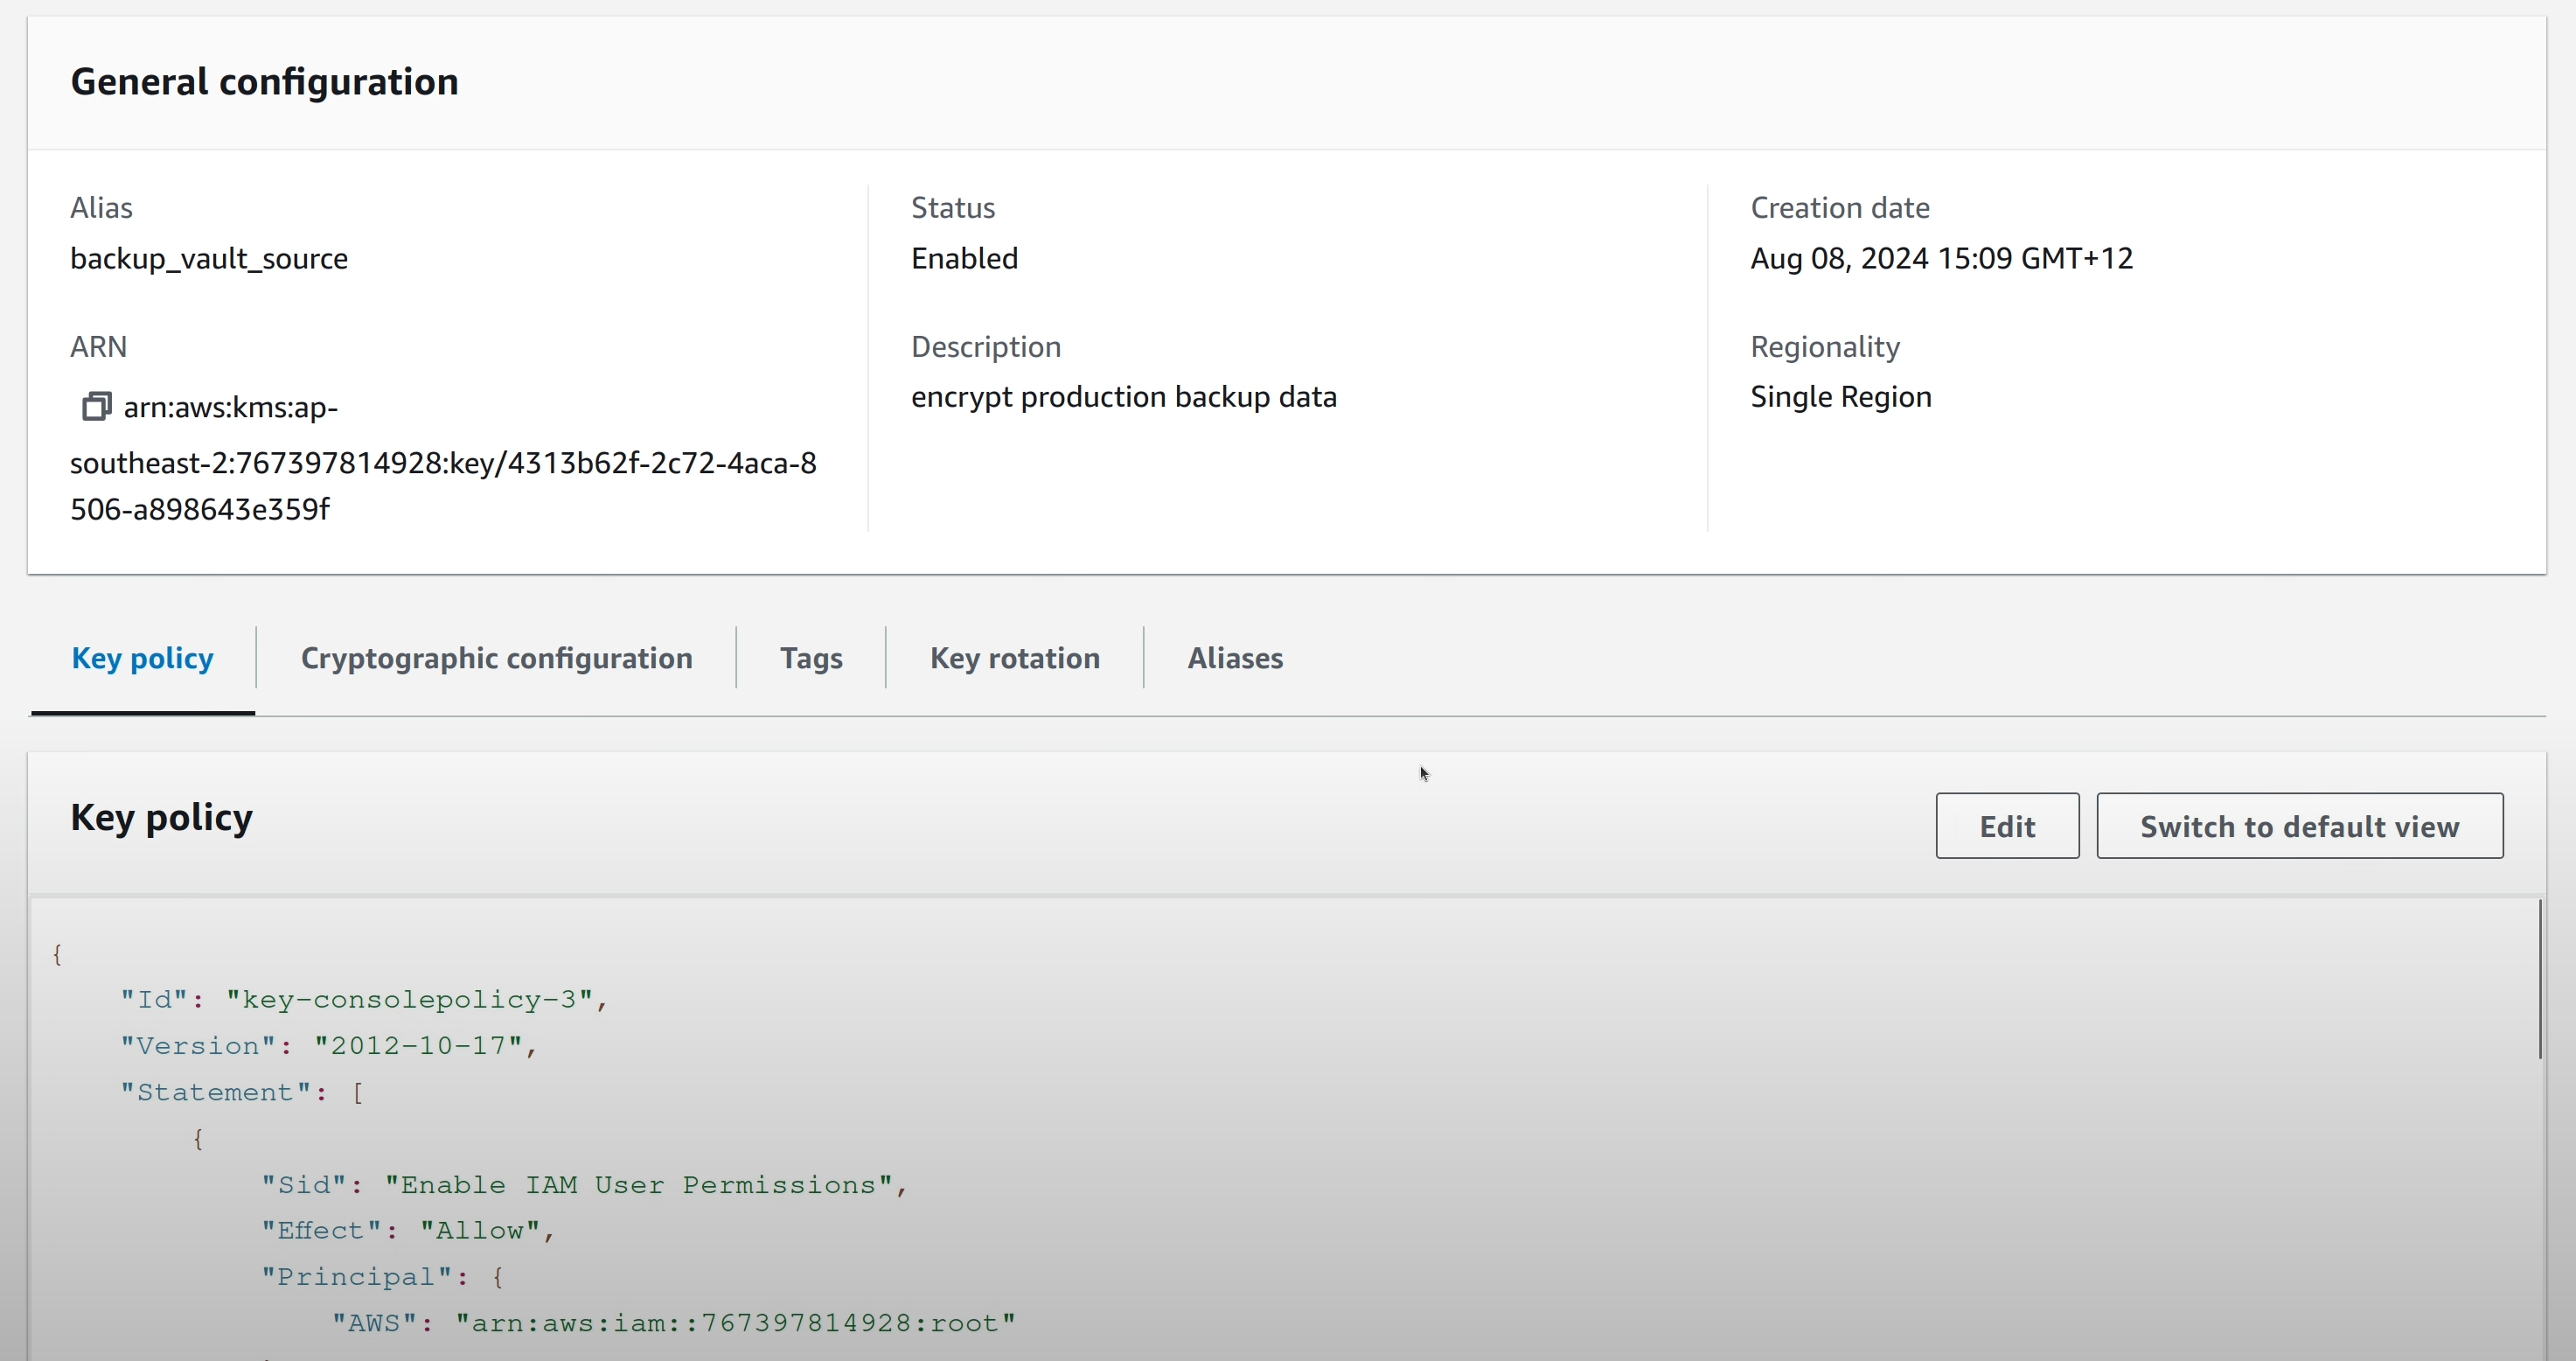 General configuration
Alias
backup_vault_source
Status
Enabled
Creation date
Aug 08, 2024 15:09 GMT+12
ARN
arn:aws:kms:ap-
southeast-2:767397814928:key/4313b62f-2c72-4aca-8
506-a898643e359f
Description
encrypt production backup data
Regionality
Single Region
Key policy
Cryptographic configuration
Tags
Key rotation
Aliases
Key policy
Edit
Switch to default view
{
"Id": "key-consolepolicy-3",
"Version": "2012-10-17",
"Statement": [
{
"Sid": "Enable IAM User Permissions",
"Effect": "Allow",
"Principal": {
"AWS": "arn:aws:iam::767397814928:root"